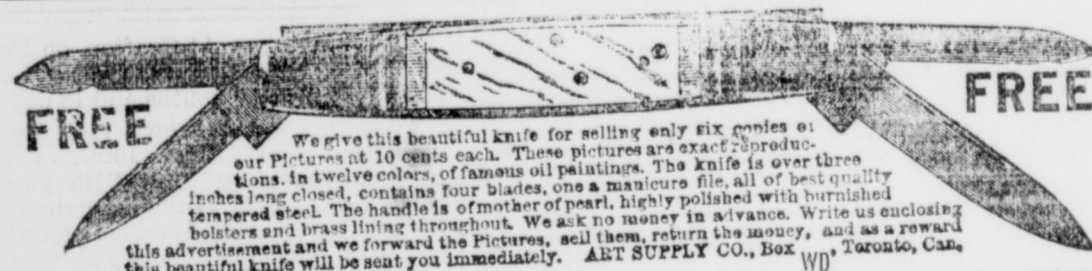 FREE
FREE
We give this beautiful knife for selling only six copies of
our Pictures at 10 cents each. These pictures are exact reproduc-
tions, in twelve colors, of famous oil paintings. The knife is over three
inches long closed, contains four blades, one a manicure file, all of best quality
tempered steel. The handle is of mother of pearl, highly polished with burnished
bolsters and brass lining throughout. We ask no money in advance. Write us enclosing
this advertisement and we forward the Pictures, sell them, return the money, and as a reward
this beautiful knife will be sent you immediately. ART SUPPLY CO., Box WD, Toronto, Can.